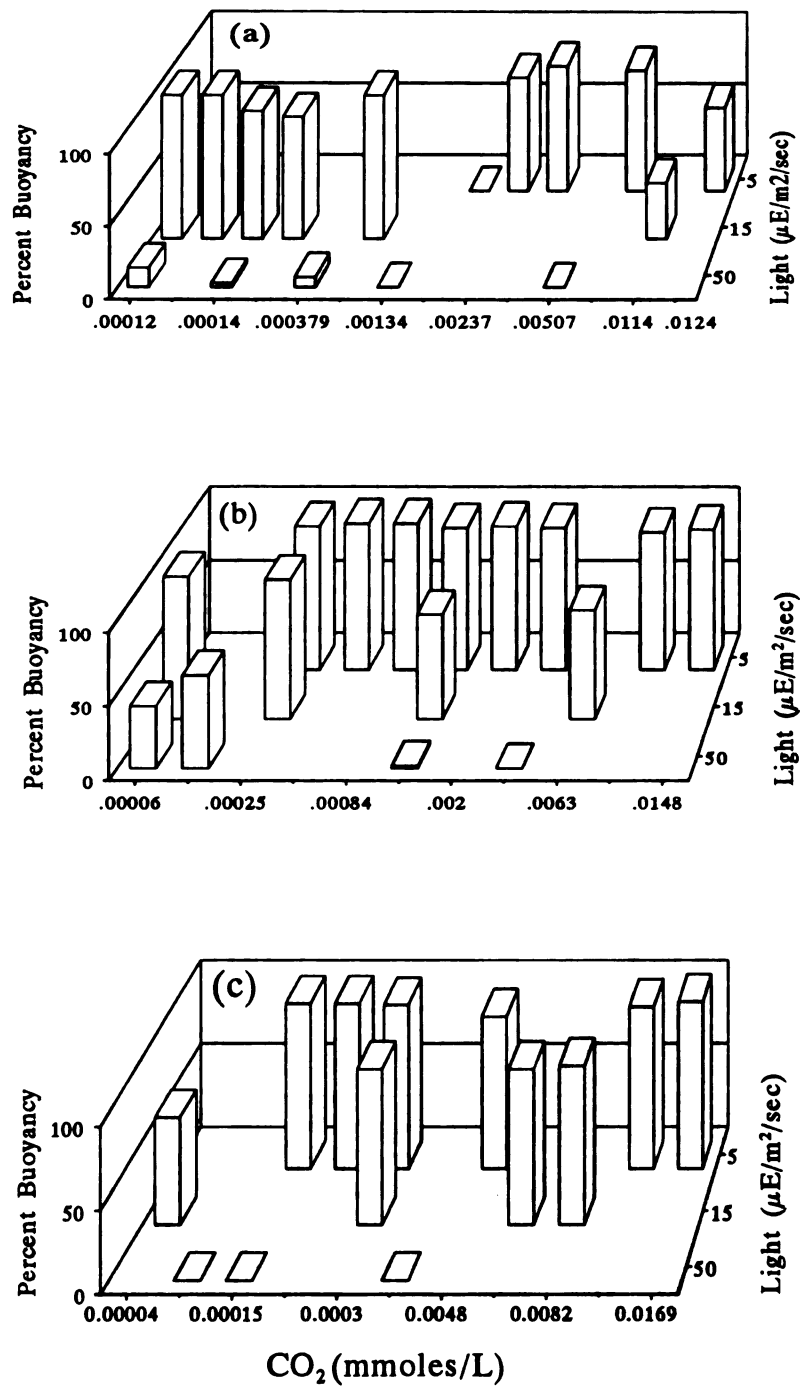 (a)
Percent Buoyancy
100
50
0
.00012 .00014 .000379 .00134 .00237 .00507 .0114 .0124
5
15
50
Light (µE/m2/sec)
(b)
Percent Buoyancy
100
50
0
.00006 .00025 .00084 .002 .0063 .0148
5
15
50
Light (µE/m²/sec)
(c)
Percent Buoyancy
100
50
0
0.00004 0.00015 0.0003 0.0048 0.0082 0.0169
5
15
50
Light (µE/m²/sec)
CO₂ (mmoles/L)